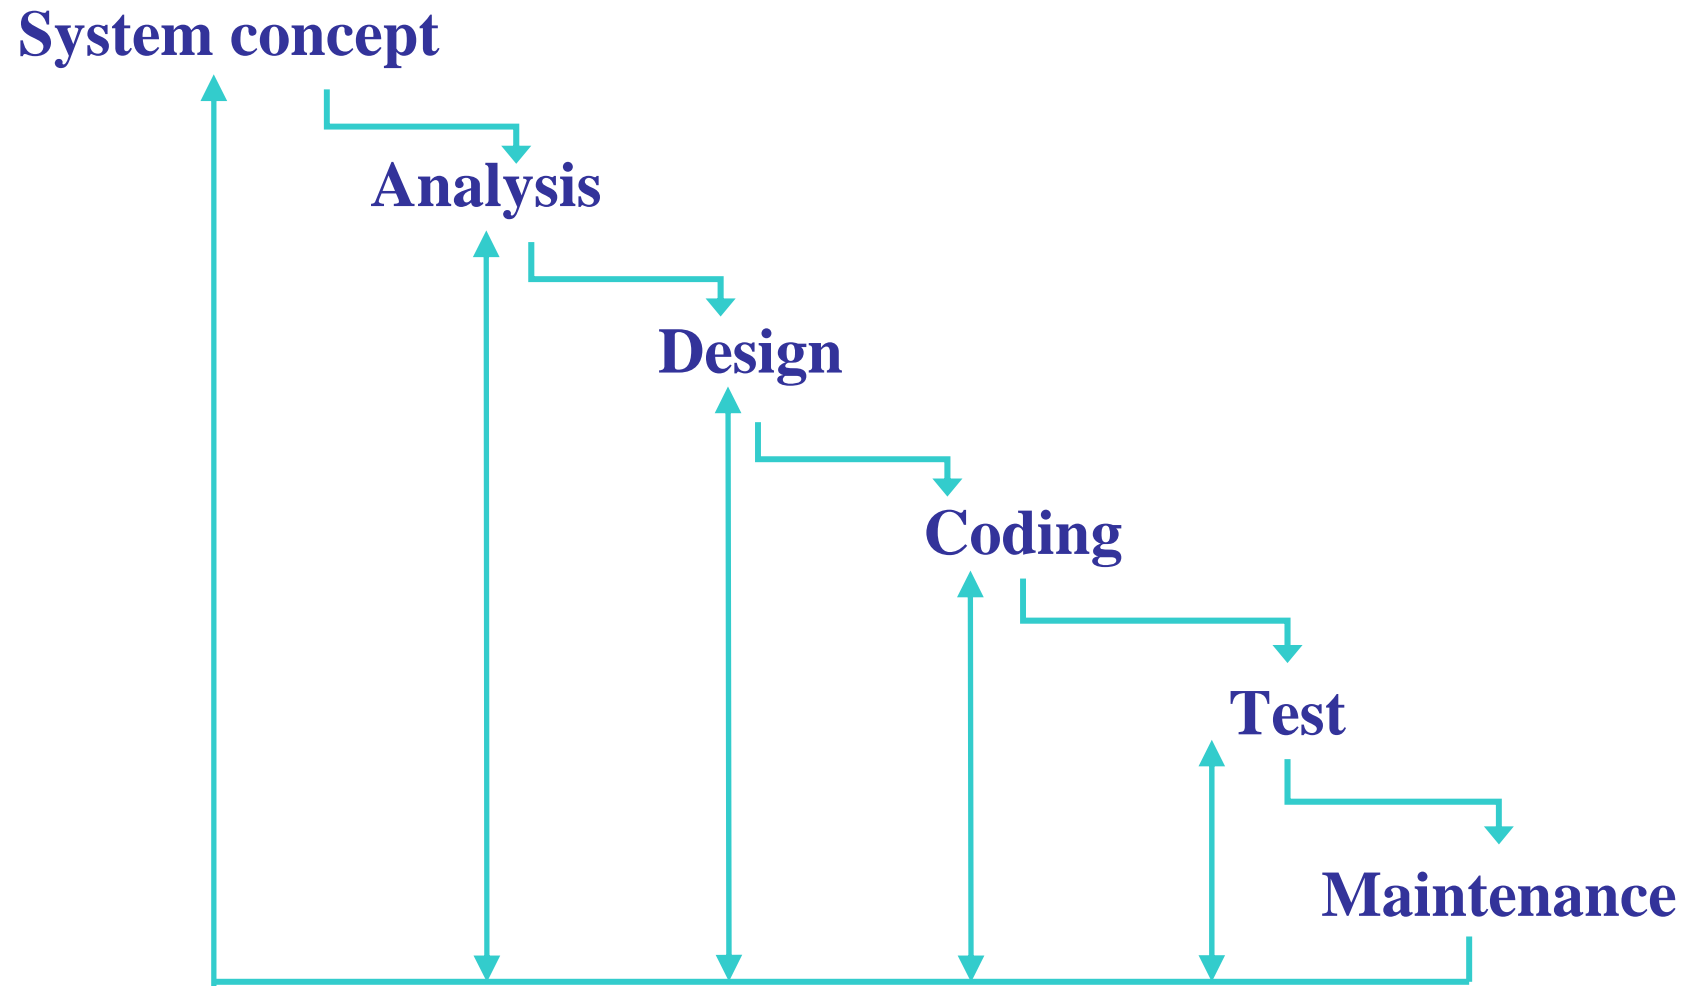 System concept
Analysis
Design
Coding
Test
Maintenance